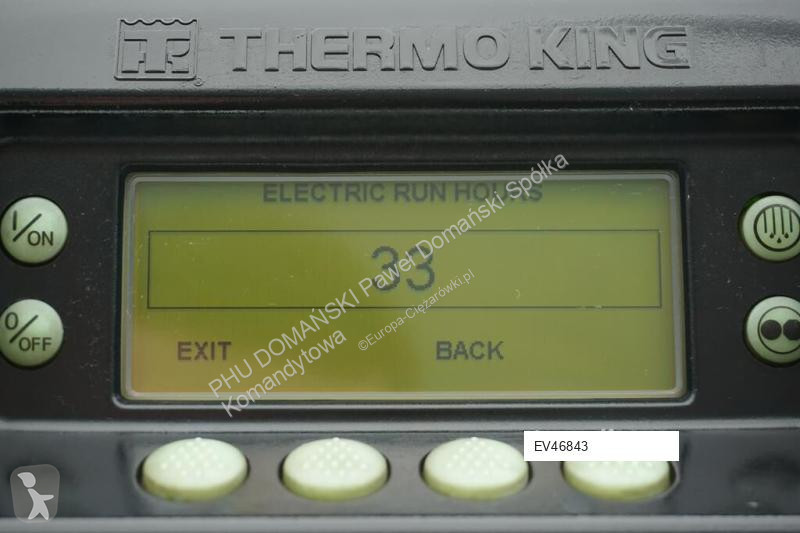 TK THERMO KING
ELECTRIC RUN HOURS
I/ON
33
O/OFF
EXIT BACK
PHU DOMAŃSKI Paweł Domański Spółka
Komandytowa
©Europa-Ciężarówki.pl
EV46843